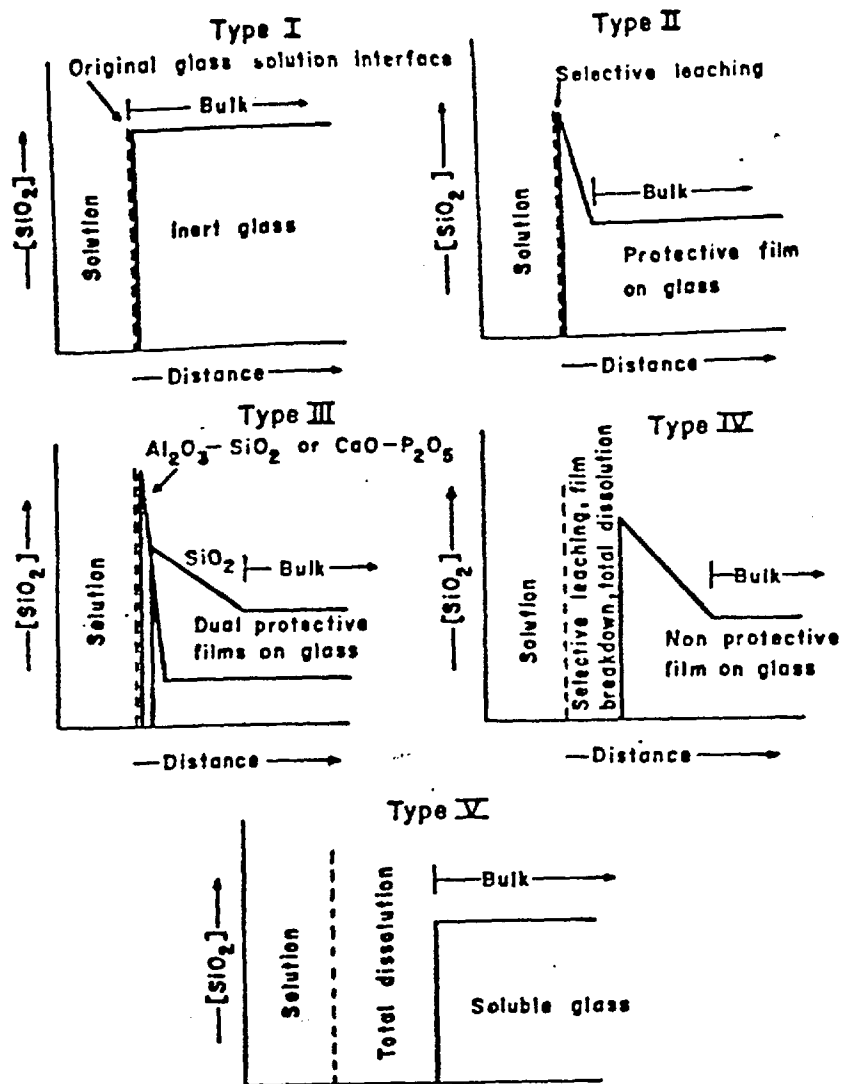 Type I
Original glass solution interface
Bulk
Inert glass
Solution
[SiO2]
Distance
Type II
Selective leaching
Bulk
Protective film
on glass
Solution
[SiO2]
Distance
Type III
Al2O3-SiO2 or CaO-P2O5
SiO2
Bulk
Dual protective
films on glass
Solution
[SiO2]
Distance
Type IV
Selective leaching, film
breakdown, total dissolution
Bulk
Non protective
film on glass
Solution
[SiO2]
Distance
Type V
Bulk
Total dissolution
Soluble glass
Solution
[SiO2]